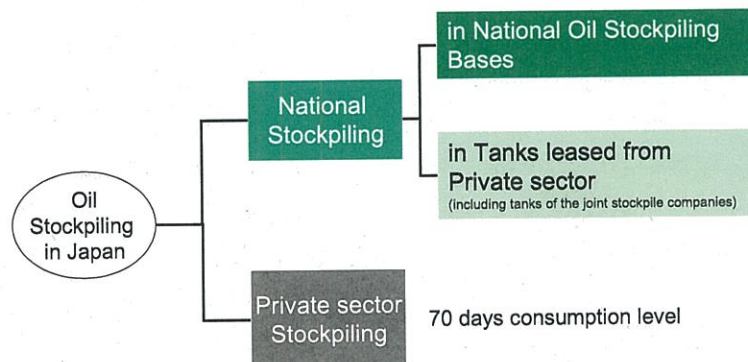 in National Oil Stockpiling
Bases
National
Stockpiling
in Tanks leased from
Private sector
(including tanks of the joint stockpile companies)
Oil
Stockpiling
in Japan
Private sector
Stockpiling
70 days consumption level